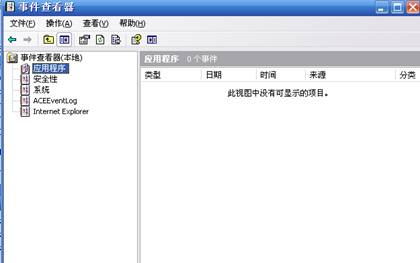 事件查看器
文件(F) 操作(A) 查看(V) 帮助(H)
事件查看器(本地)
应用程序
安全性
系统
ACEEventLog
Internet Explorer
应用程序 0 个事件
类型 日期 时间 来源 分类
此视图中没有可显示的项目。